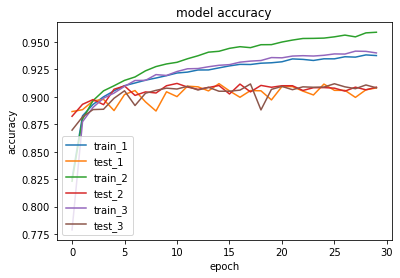 model accuracy
0.950
0.925
0.900
0.875
0.850
0.825
0.800
0.775
accuracy
train_1
test_1
train_2
test_2
train_3
test_3
0 5 10 15 20 25 30
epoch